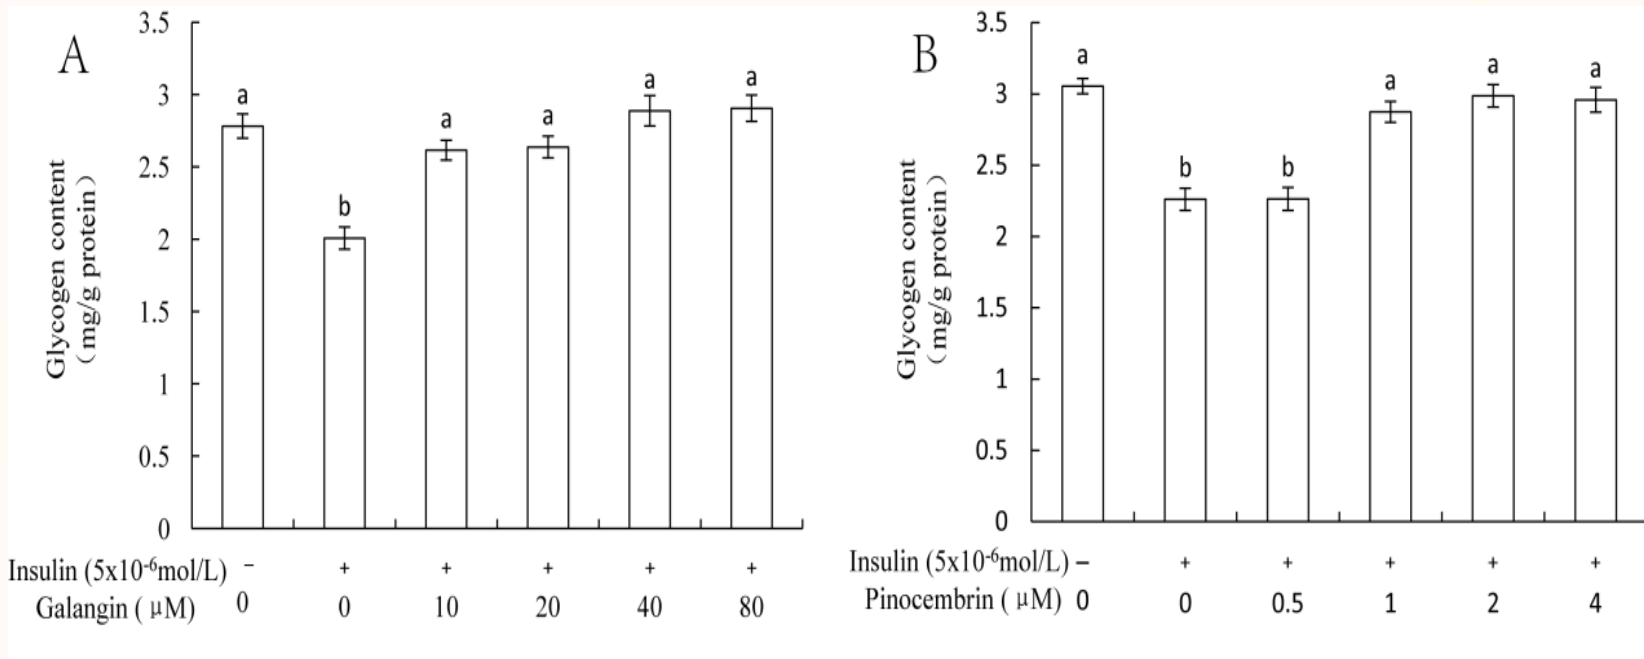 A
Glycogen content
(mg/g protein)
3.5
3
2.5
2
1.5
1
0.5
0
a
b
a
a
a
a
Insulin (5x10⁻⁶mol/L) − + + + + +
Galangin ( μM) 0 0 10 20 40 80
B
Glycogen content
(mg/g protein)
3.5
3
2.5
2
1.5
1
0.5
0
a
b
b
a
a
a
Insulin (5x10⁻⁶mol/L) − + + + + +
Pinocembrin ( μM) 0 0 0.5 1 2 4